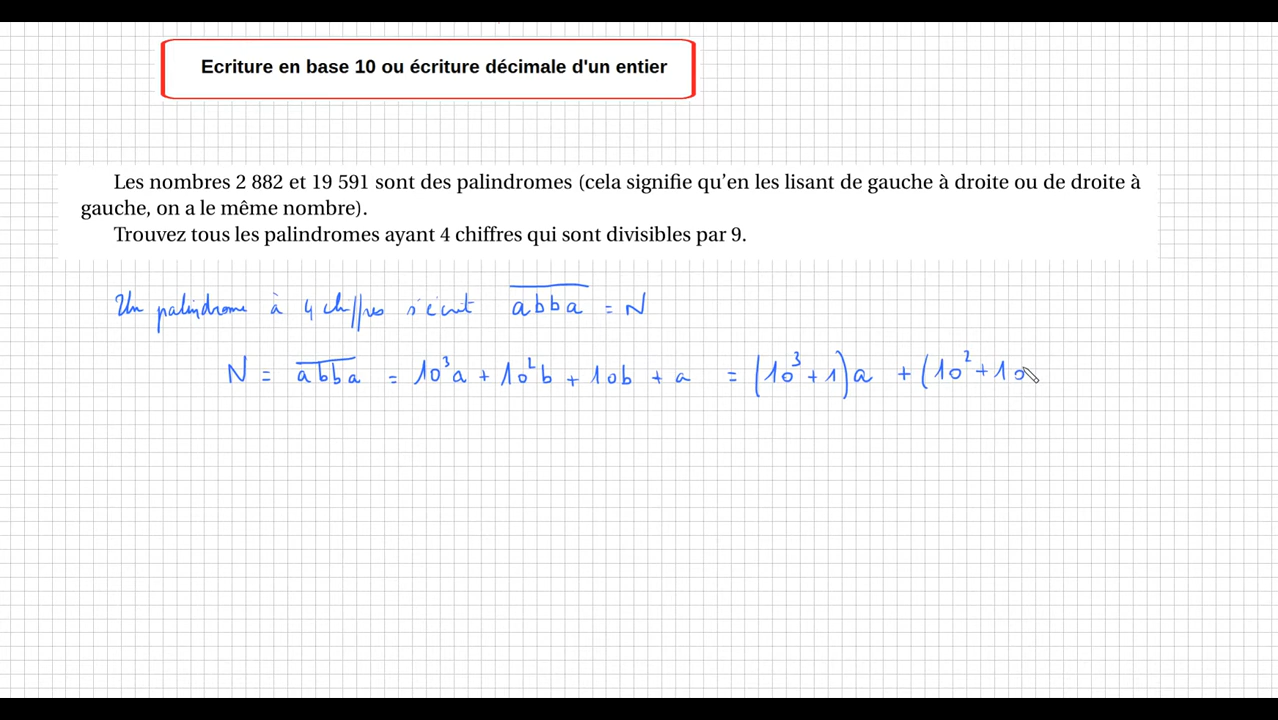 Ecriture en base 10 ou écriture décimale d'un entier
Les nombres 2 882 et 19 591 sont des palindromes (cela signifie qu'en les lisant de gauche à droite ou de droite à
gauche, on a le même nombre).
Trouvez tous les palindromes ayant 4 chiffres qui sont divisibles par 9.
Un palindrome à 4 chiffres s'écrit \overline{abba} = N
N = \overline{abba} = 10³a + 10²b + 10b + a = (10³ + 1)a + (10² + 10